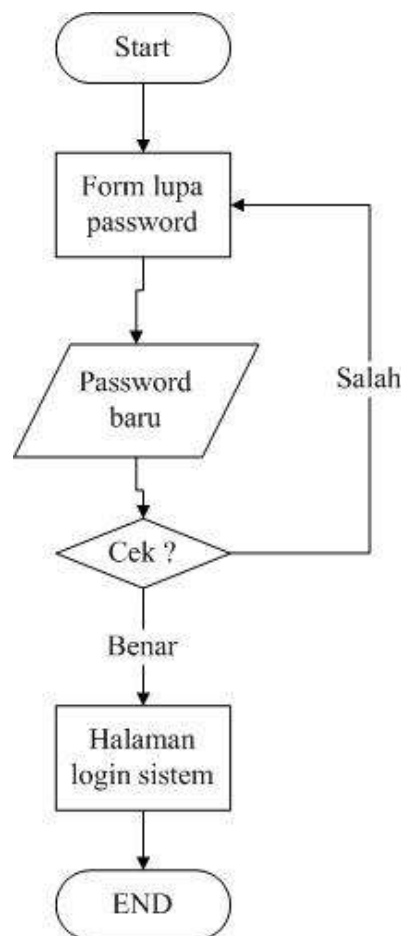 Start
Form lupa
password
Password
baru
Salah
Cek ?
Benar
Halaman
login sistem
END